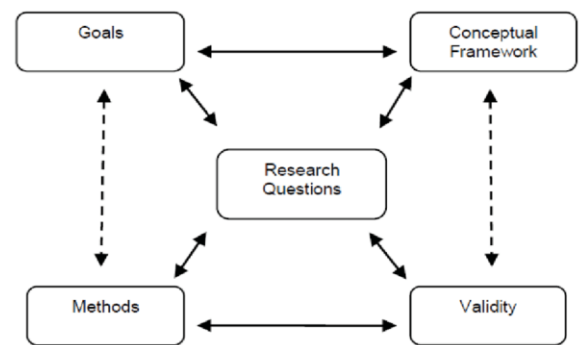 Goals
Conceptual
Framework
Research
Questions
Methods
Validity